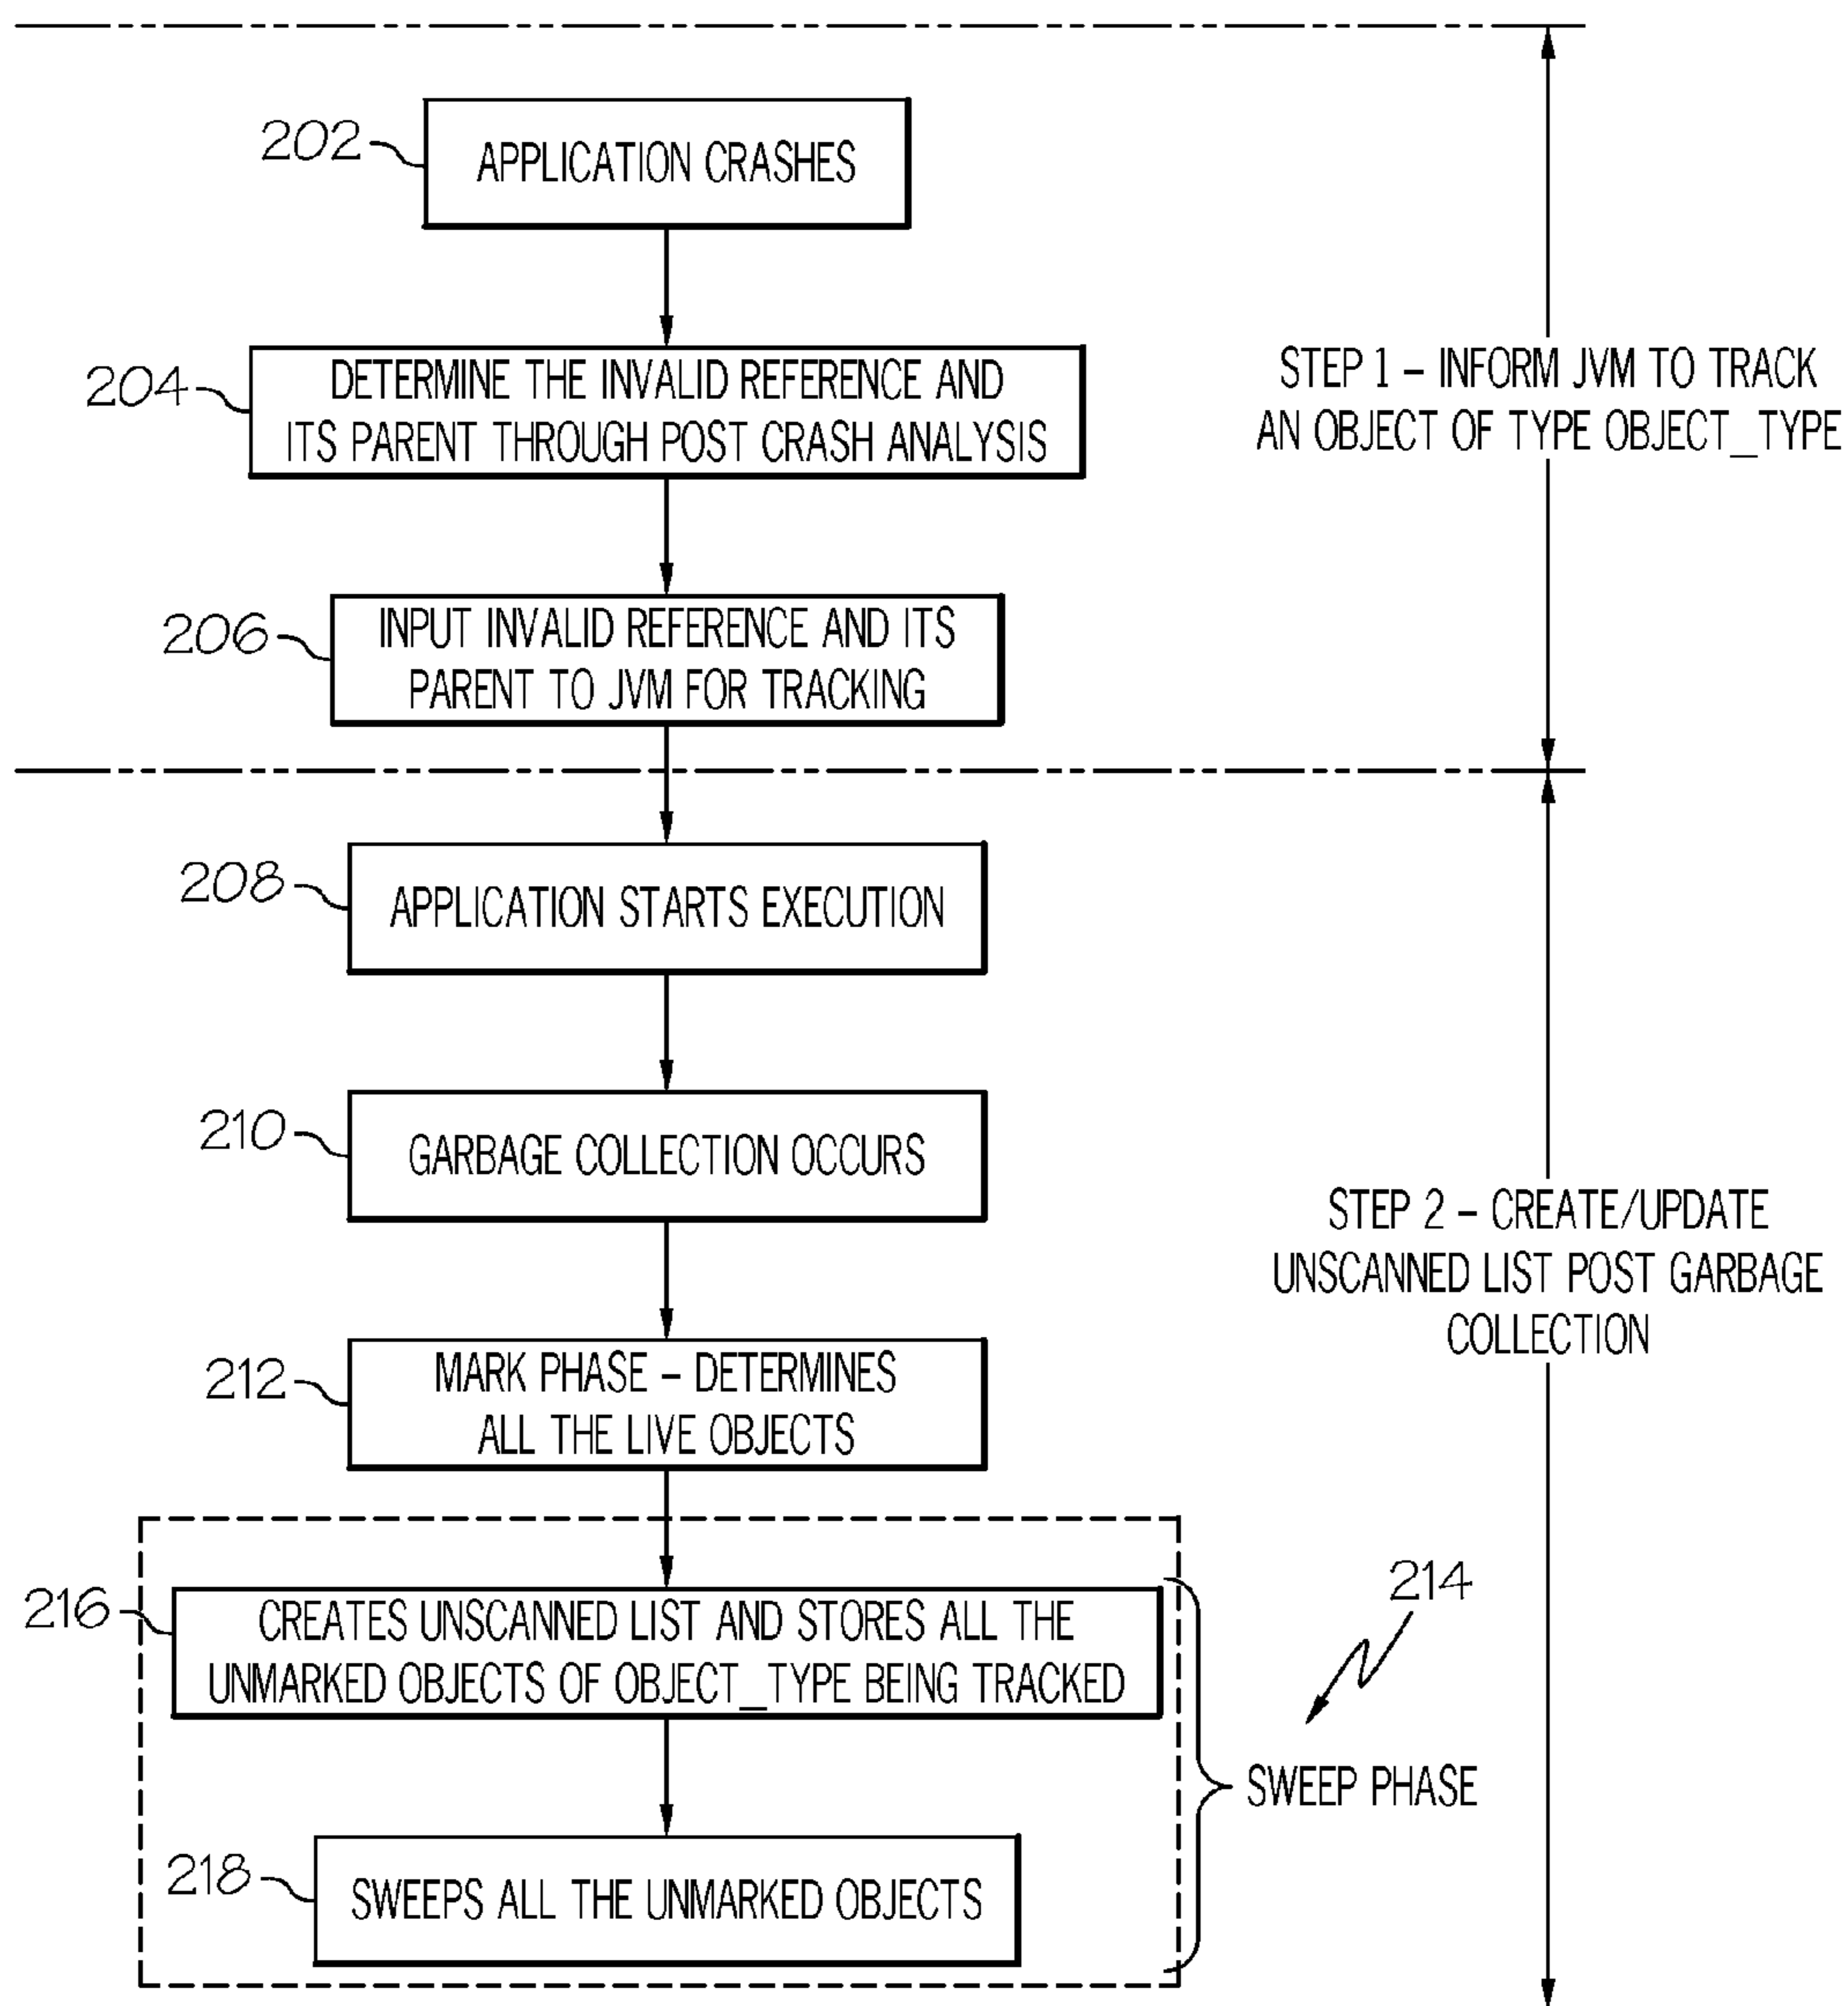 202
APPLICATION CRASHES
204
DETERMINE THE INVALID REFERENCE AND
ITS PARENT THROUGH POST CRASH ANALYSIS
STEP 1 – INFORM JVM TO TRACK
AN OBJECT OF TYPE OBJECT_TYPE
206
INPUT INVALID REFERENCE AND ITS
PARENT TO JVM FOR TRACKING
208
APPLICATION STARTS EXECUTION
210
GARBAGE COLLECTION OCCURS
STEP 2 – CREATE/UPDATE
UNSCANNED LIST POST GARBAGE
COLLECTION
212
MARK PHASE – DETERMINES
ALL THE LIVE OBJECTS
214
SWEEP PHASE
216
CREATES UNSCANNED LIST AND STORES ALL THE
UNMARKED OBJECTS OF OBJECT_TYPE BEING TRACKED
218
SWEEPS ALL THE UNMARKED OBJECTS